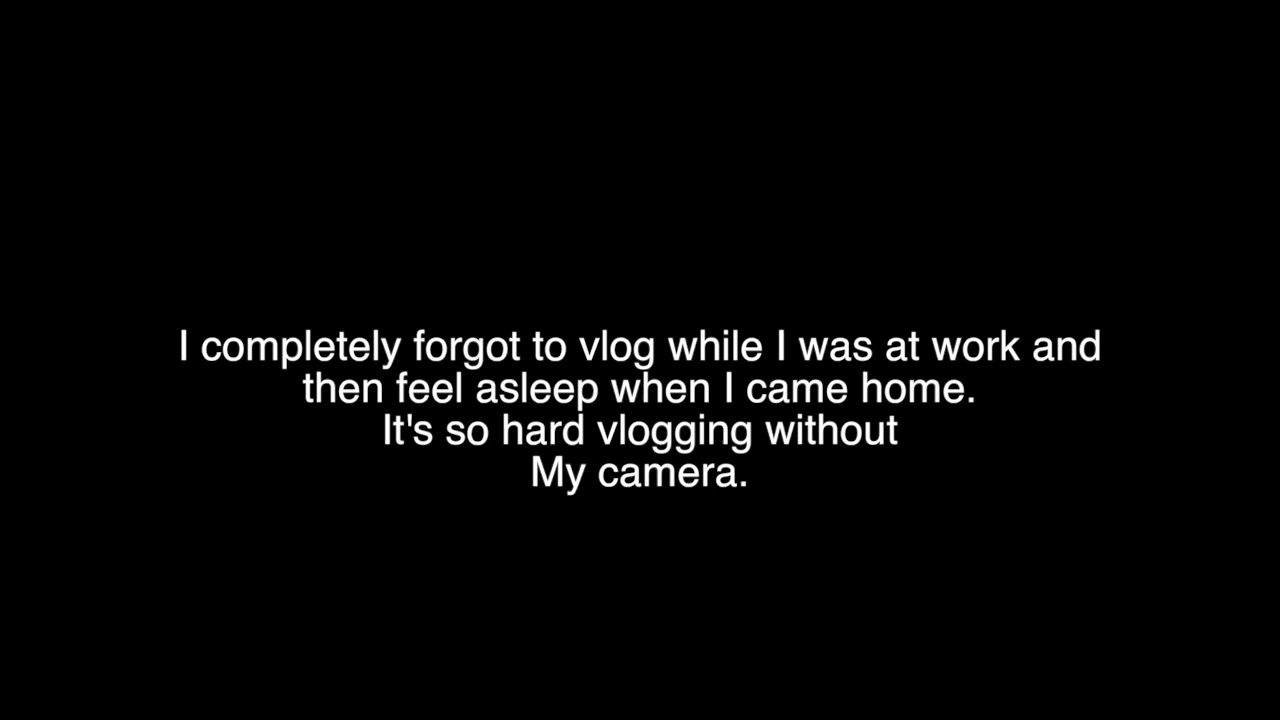 I completely forgot to vlog while I was at work and
then feel asleep when I came home.
It's so hard vlogging without
My camera.